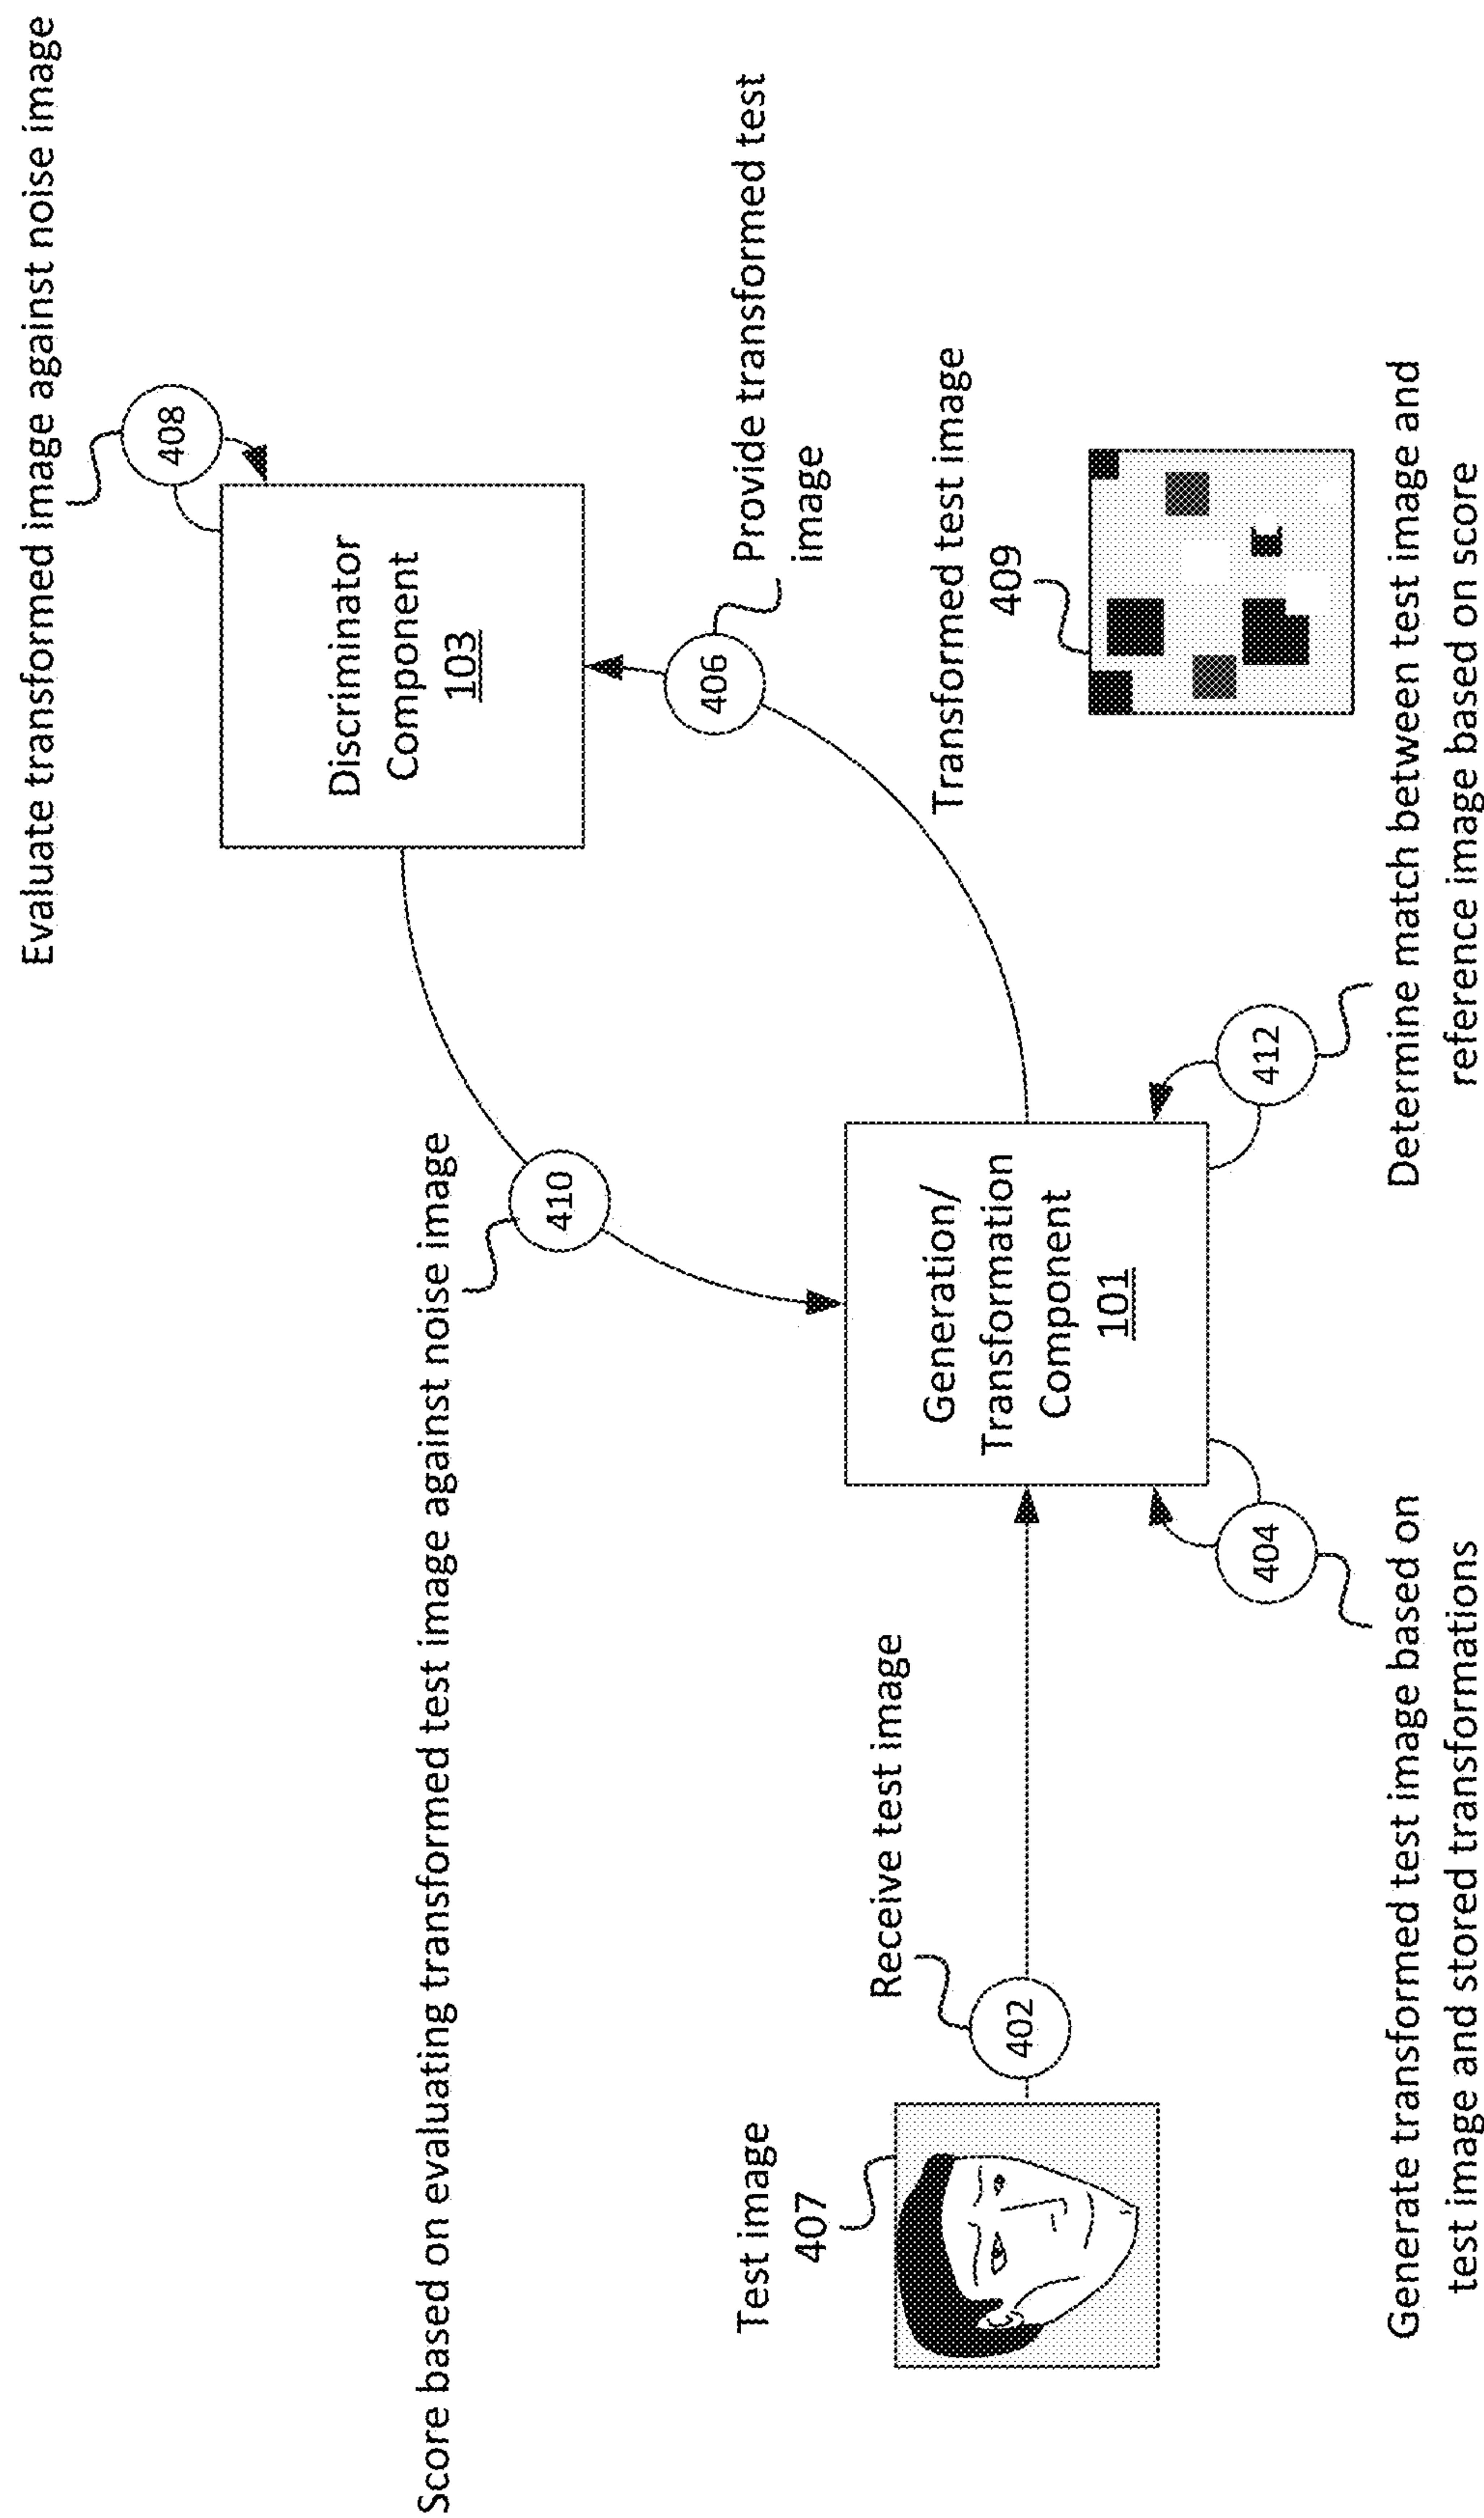 Evaluate transformed image against noise image
408
Discriminator
Component
103
Score based on evaluating transformed test image against noise image
410
406
Provide transformed test
image
Test image
407
Receive test image
402
Generation/
Transformation
Component
101
Transformed test image
409
404
412
Generate transformed test image based on
test image and stored transformations
Determine match between test image and
reference image based on score